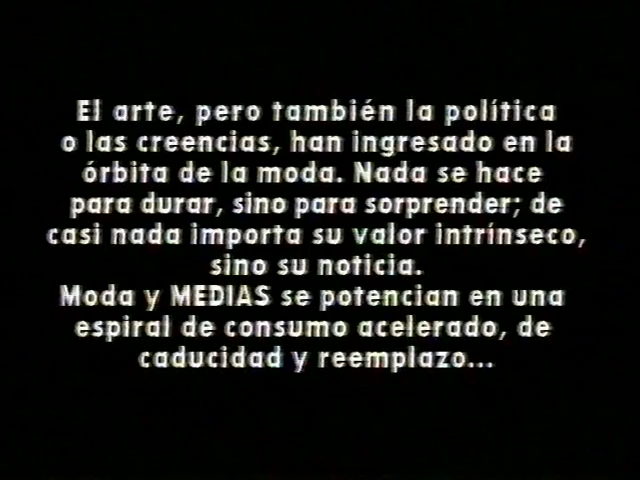 El arte, pero también la política
o las creencias, han ingresado en la
órbita de la moda. Nada se hace
para durar, sino para sorprender; de
casi nada importa su valor intrínseco,
sino su noticia.
Moda y MEDIAS se potencian en una
espiral de consumo acelerado, de
caducidad y reemplazo...